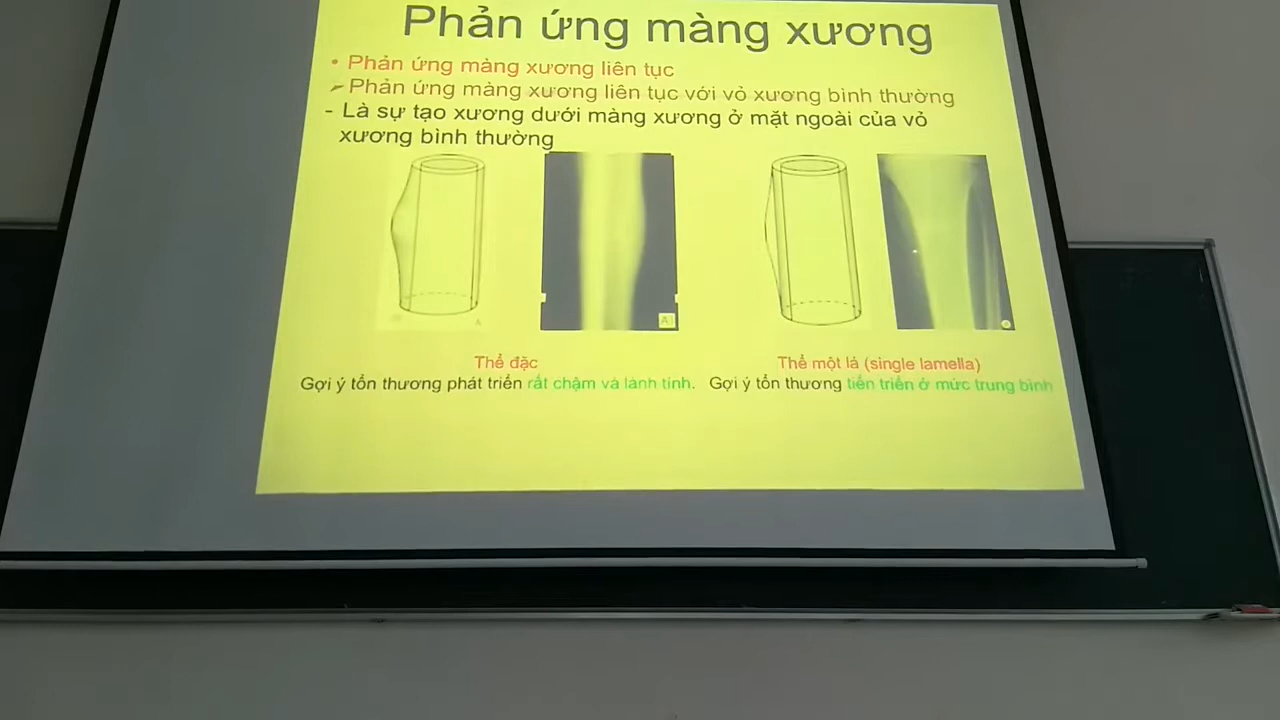 Phản ứng màng xương
• Phản ứng màng xương liên tục
➢ Phản ứng màng xương liên tục với vỏ xương bình thường
- Là sự tạo xương dưới màng xương ở mặt ngoài của vỏ
xương bình thường
A
A1
Thể đặc
Thể một lá (single lamella)
Gợi ý tổn thương phát triển rất chậm và lành tính.
Gợi ý tổn thương tiến triển ở mức trung bình